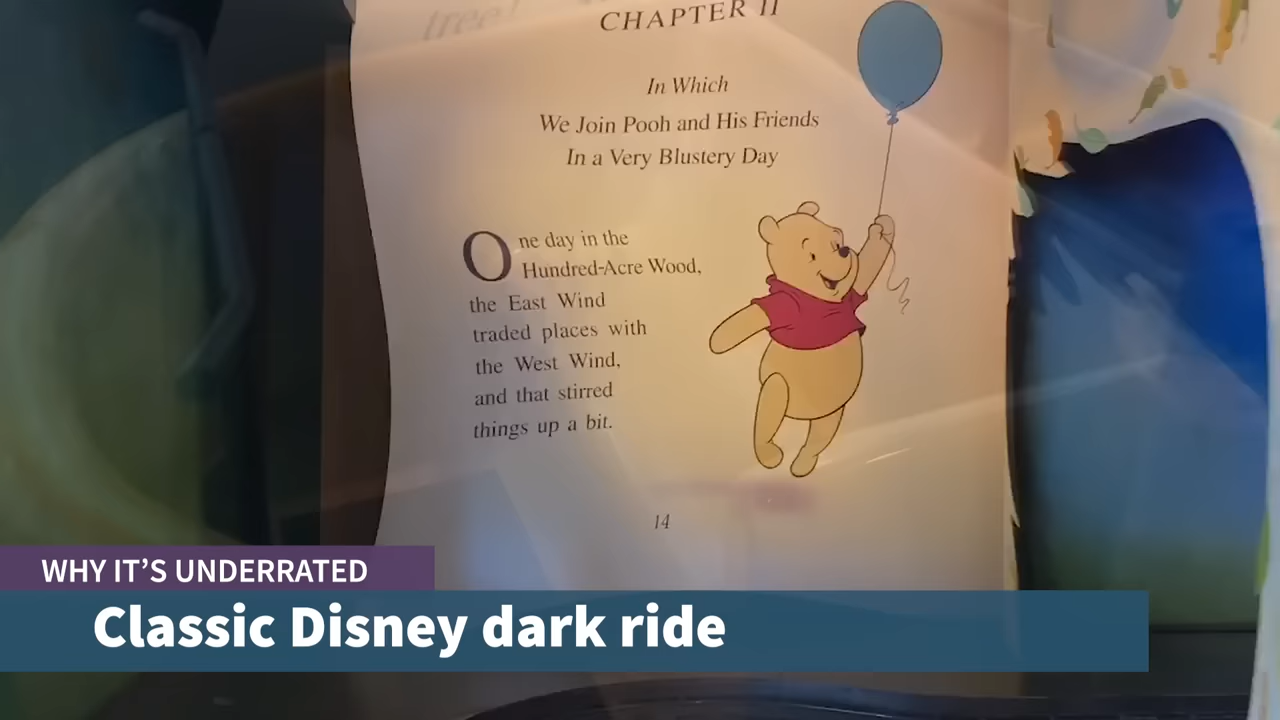 tree!
CHAPTER II
In Which
We Join Pooh and His Friends
In a Very Blustery Day
One day in the
Hundred-Acre Wood,
the East Wind
traded places with
the West Wind,
and that stirred
things up a bit.
14
WHY IT'S UNDERRATED
Classic Disney dark ride